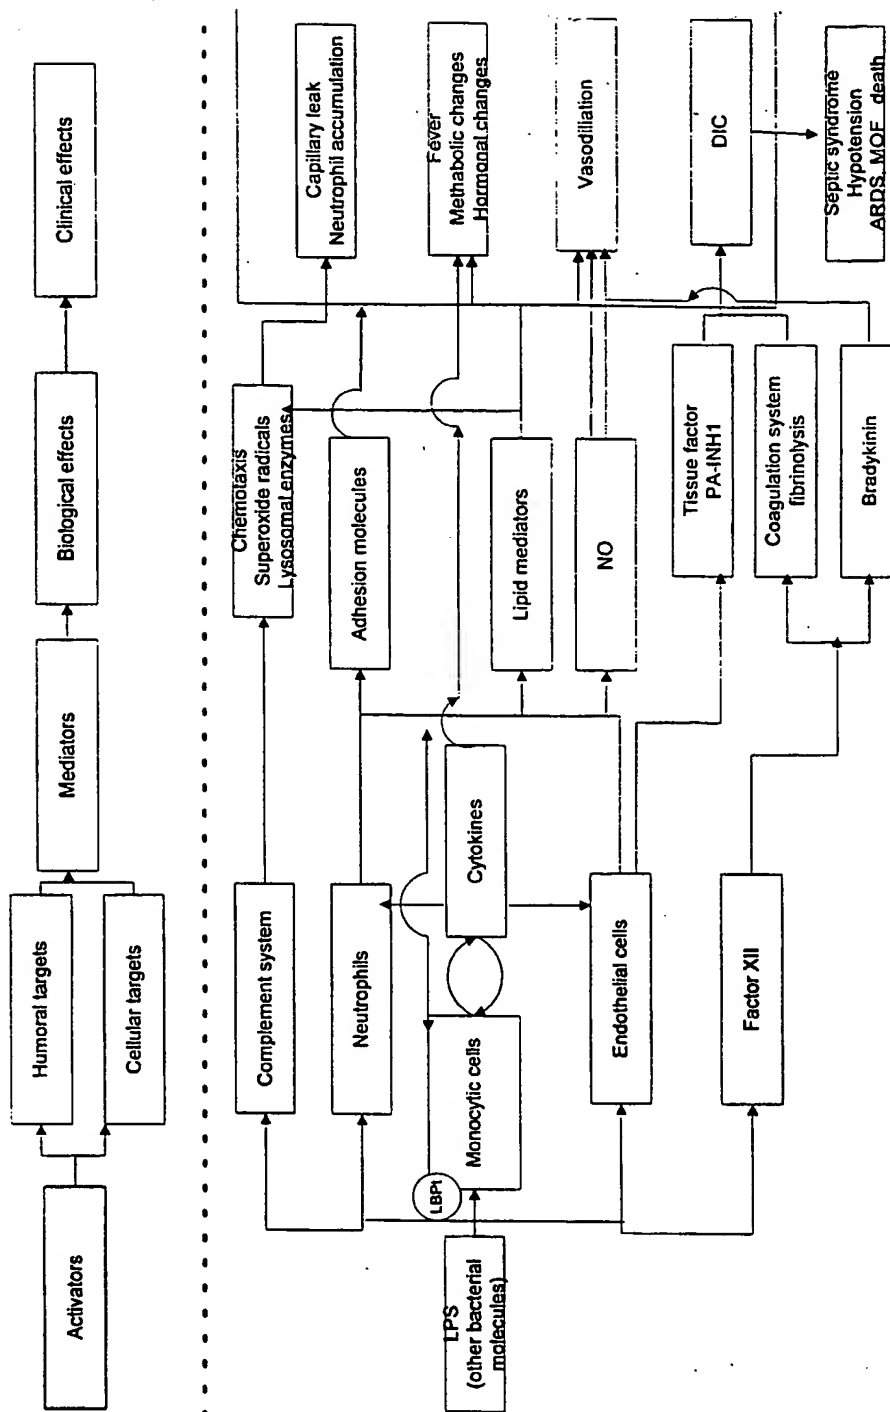 Activators
Humoral targets
Cellular targets
Mediators
Biological effects
Clinical effects
LPS
(other bacterial
molecules)
LBPt
Monocytic cells
Complement system
Neutrophils
Cytokines
Endothelial cells
Factor XII
Chemotaxis
Superoxide radicals
Lysosomal enzymes
Adhesion molecules
Lipid mediators
NO
Tissue factor
PA-INH1
Coagulation system
fibrinolysis
Bradykinin
Capillary leak
Neutrophil accumulation
Fever
Methabolic changes
Hormonal changes
Vasodiliation
DIC
Septic syndrome
Hypotension
ARDS, MOF death